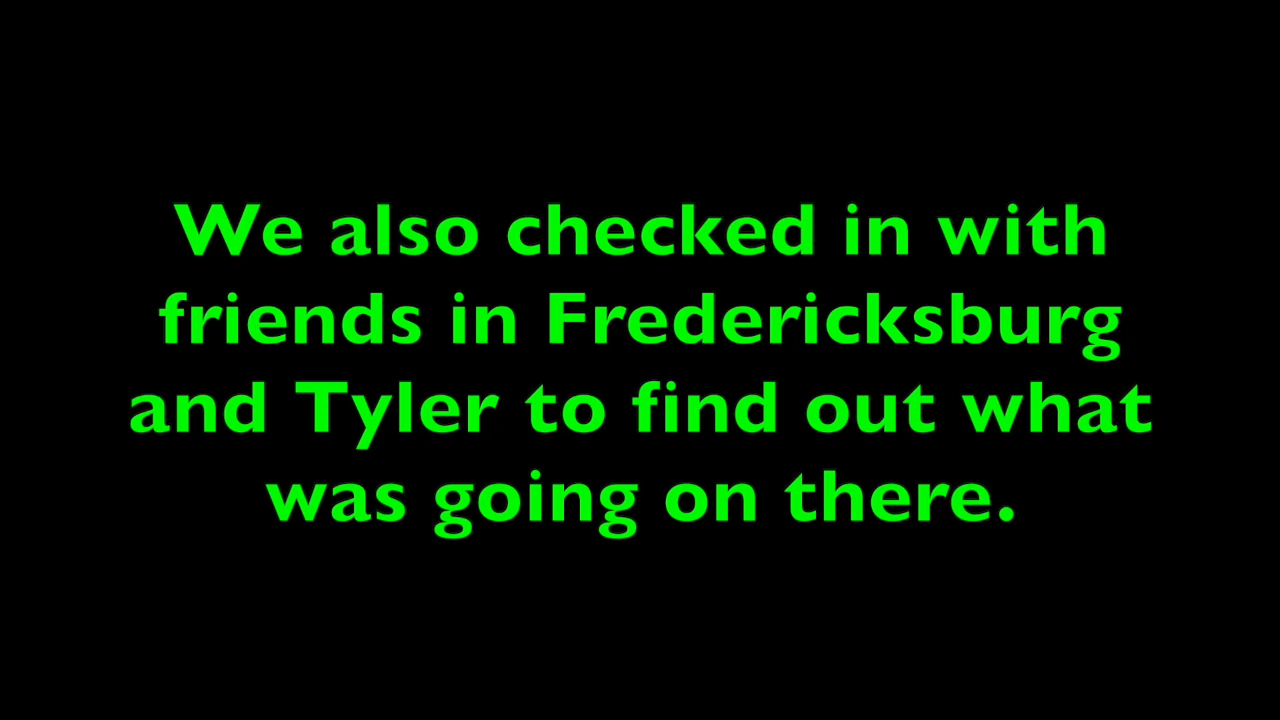 We also checked in with
friends in Fredericksburg
and Tyler to find out what
was going on there.